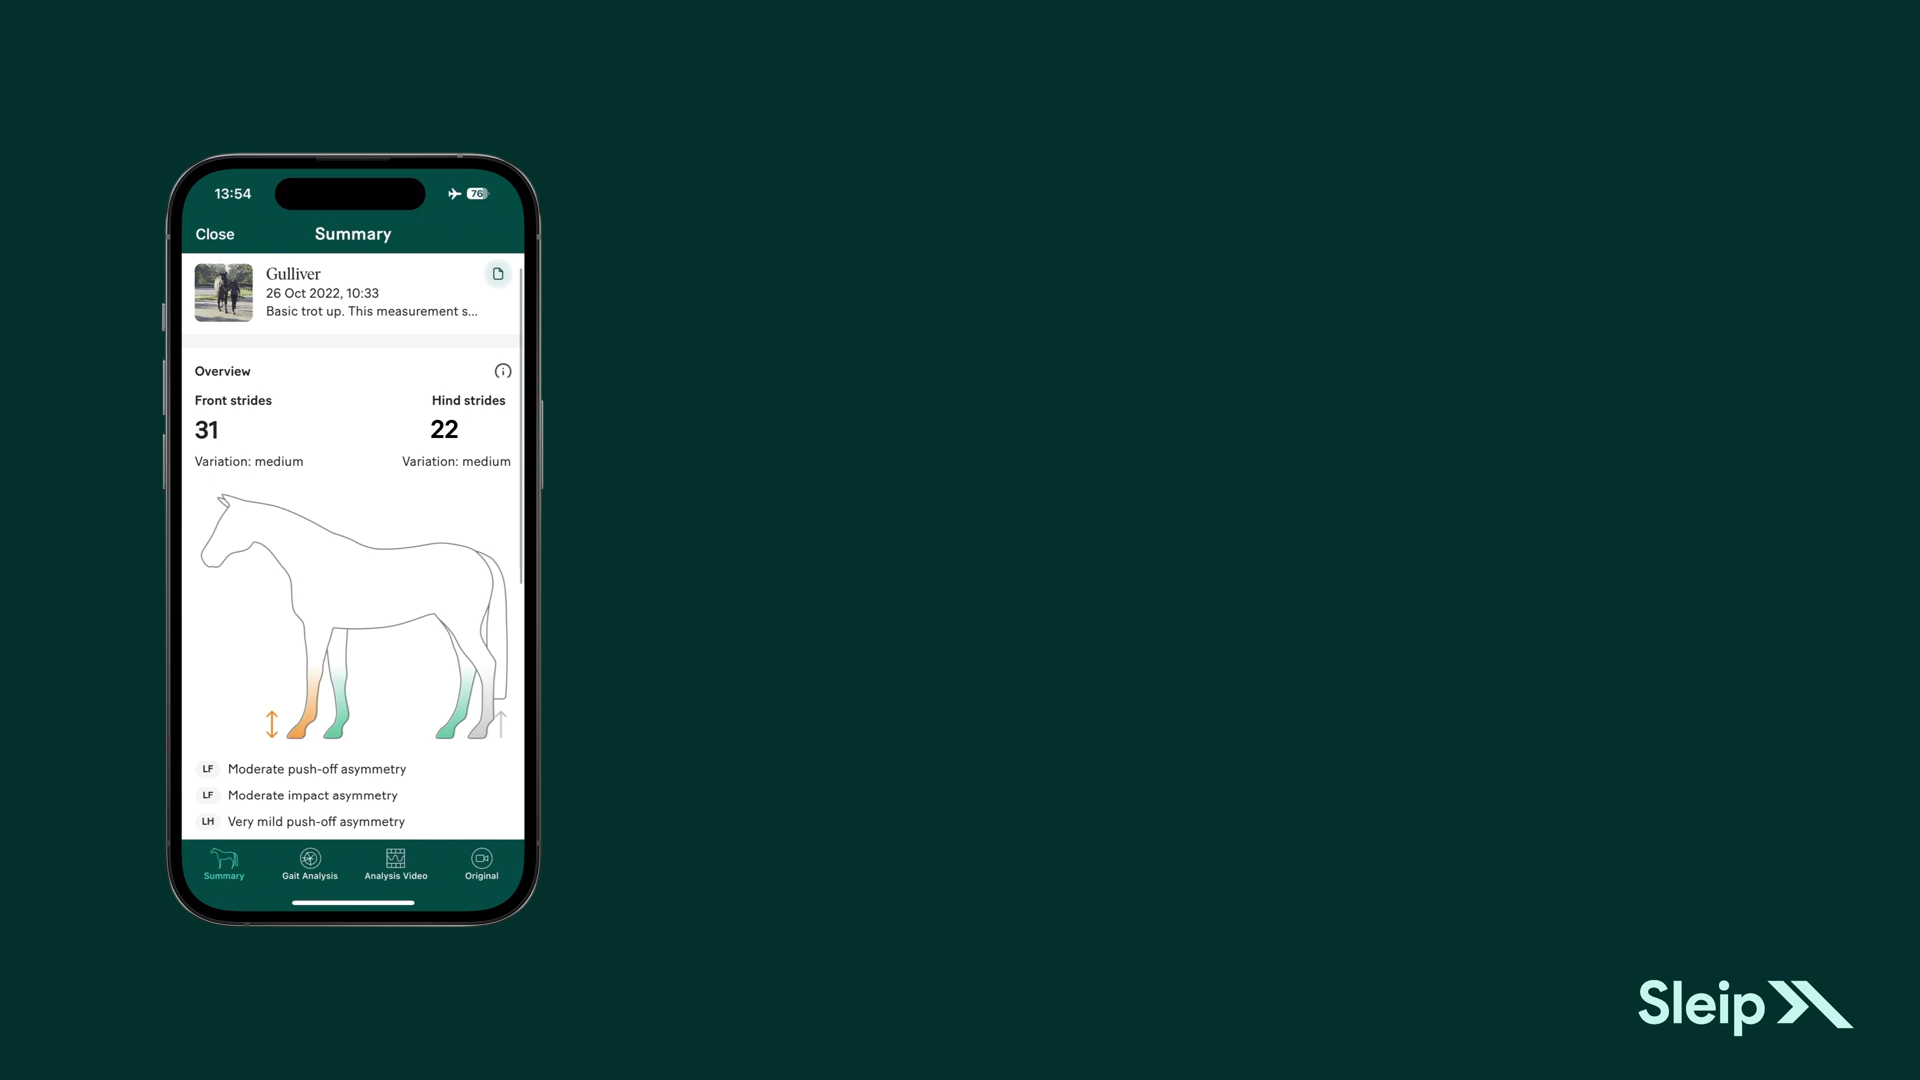 13:54
76
Close
Summary
Gulliver
26 Oct 2022, 10:33
Basic trot up. This measurement s...
Overview
Front strides
Hind strides
31
22
Variation: medium
Variation: medium
LF Moderate push-off asymmetry
LF Moderate impact asymmetry
LH Very mild push-off asymmetry
Summary
Gait Analysis
Analysis Video
Original
Sleip